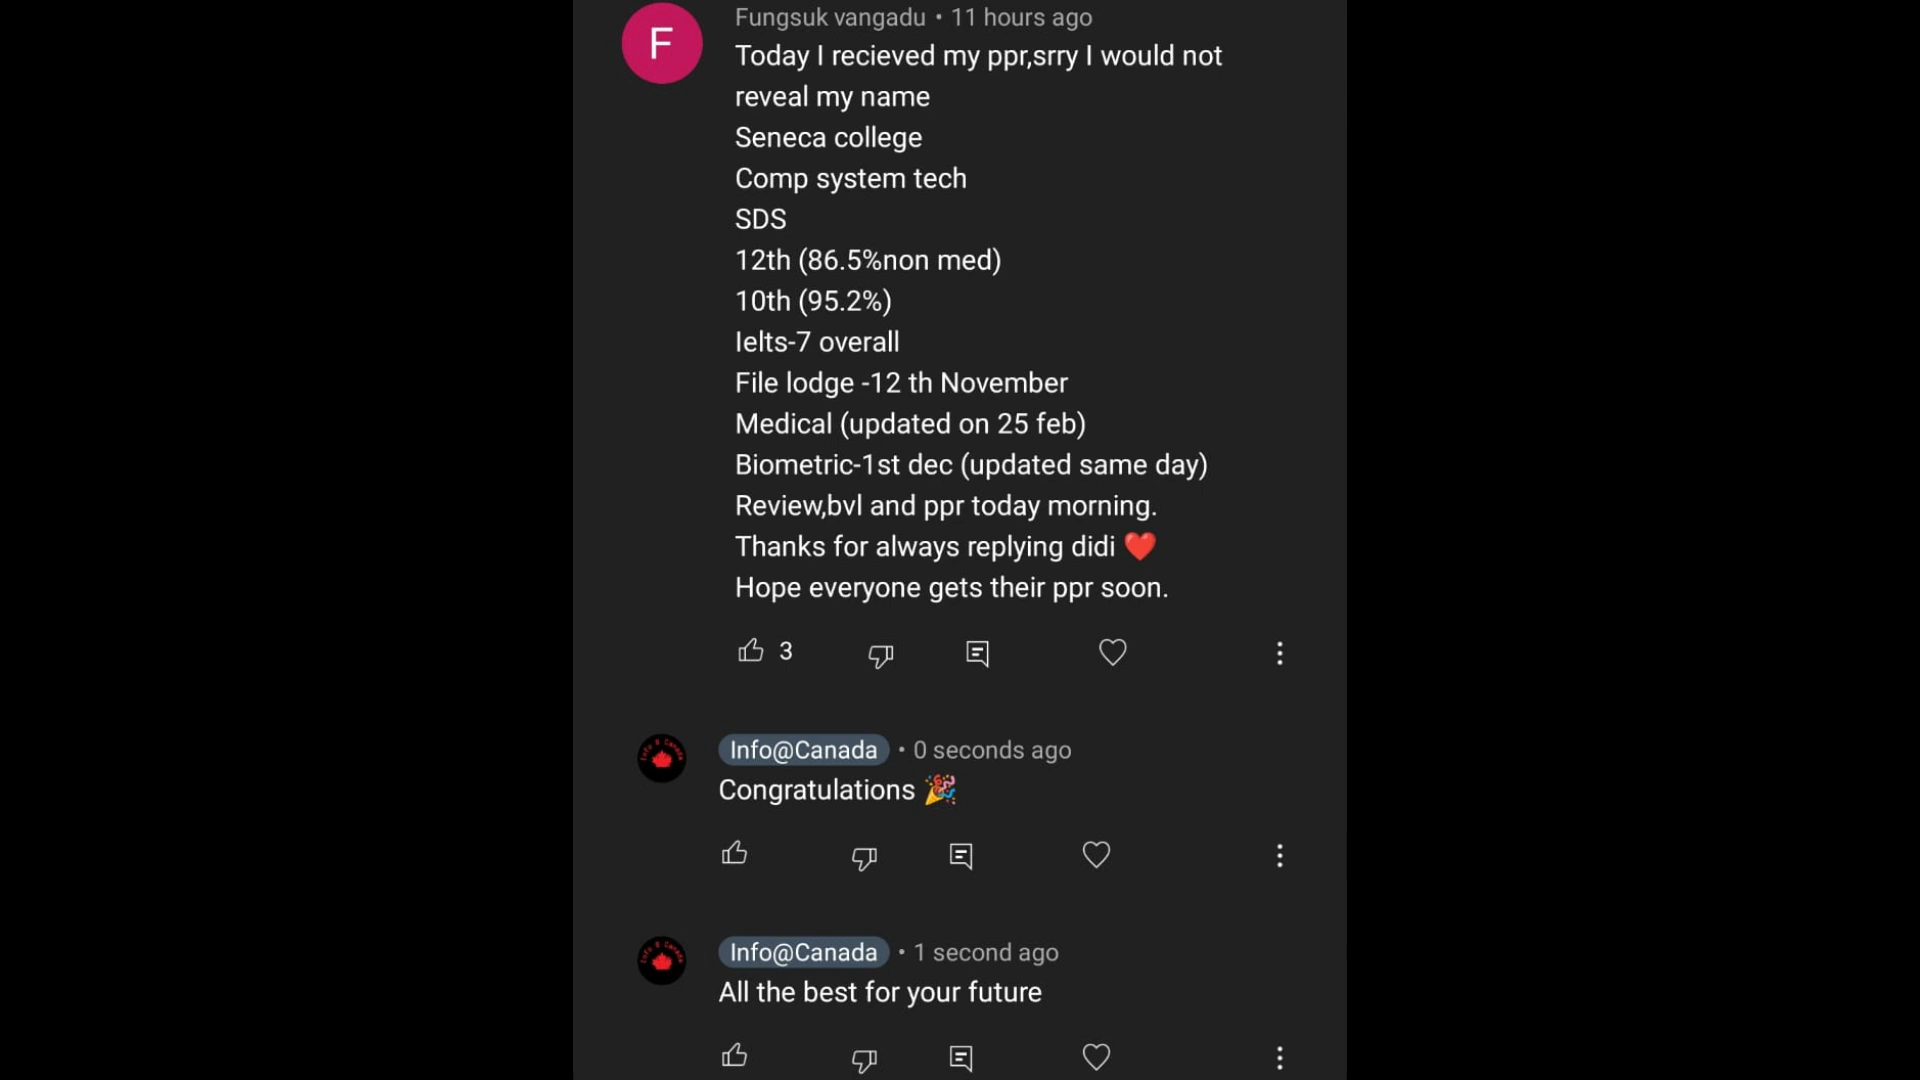 F
Fungsuk vangadu • 11 hours ago
Today I recieved my ppr,srry I would not
reveal my name
Seneca college
Comp system tech
SDS
12th (86.5%non med)
10th (95.2%)
Ielts-7 overall
File lodge -12 th November
Medical (updated on 25 feb)
Biometric-1st dec (updated same day)
Review,bvl and ppr today morning.
Thanks for always replying didi ❤️
Hope everyone gets their ppr soon.
3
Info@Canada • 0 seconds ago
Congratulations 🎉
Info@Canada • 1 second ago
All the best for your future